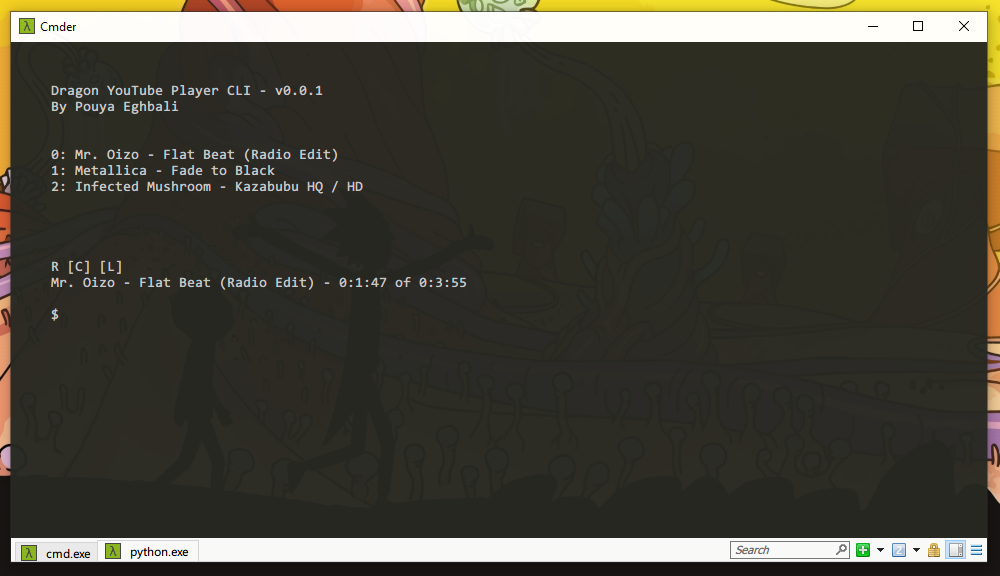 Cmder
Dragon YouTube Player CLI - v0.0.1
By Pouya Eghbali
0: Mr. Oizo - Flat Beat (Radio Edit)
1: Metallica - Fade to Black
2: Infected Mushroom - Kazabubu HQ / HD
R [C] [L]
Mr. Oizo - Flat Beat (Radio Edit) - 0:1:47 of 0:3:55
$
λ cmd.exe λ python.exe Search